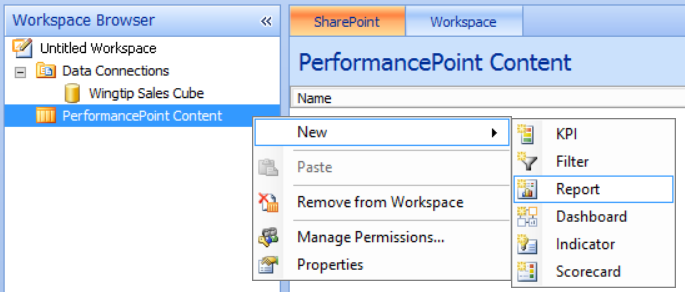 Workspace Browser
«
SharePoint
Workspace
Untitled Workspace
Data Connections
Wingtip Sales Cube
PerformancePoint Content
PerformancePoint Content
Name
New
Paste
Remove from Workspace
Manage Permissions...
Properties
KPI
Filter
Report
Dashboard
Indicator
Scorecard